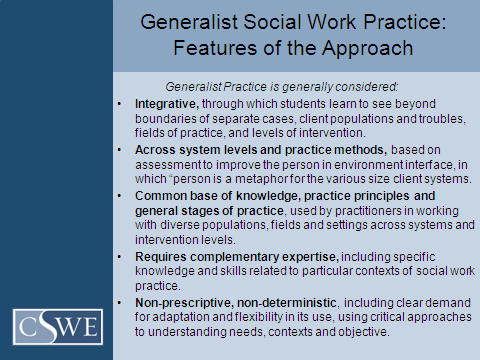 Generalist Social Work Practice:
Features of the Approach
Generalist Practice is generally considered:
• Integrative, through which students learn to see beyond
boundaries of separate cases, client populations and troubles,
fields of practice, and levels of intervention.
• Across system levels and practice methods, based on
assessment to improve the person in environment interface, in
which “person is a metaphor for the various size client systems.
• Common base of knowledge, practice principles and
general stages of practice, used by practitioners in working
with diverse populations, fields and settings across systems and
intervention levels.
• Requires complementary expertise, including specific
knowledge and skills related to particular contexts of social work
practice.
• Non-prescriptive, non-deterministic, including clear demand
for adaptation and flexibility in its use, using critical approaches
to understanding needs, contexts and objective.
CSWE